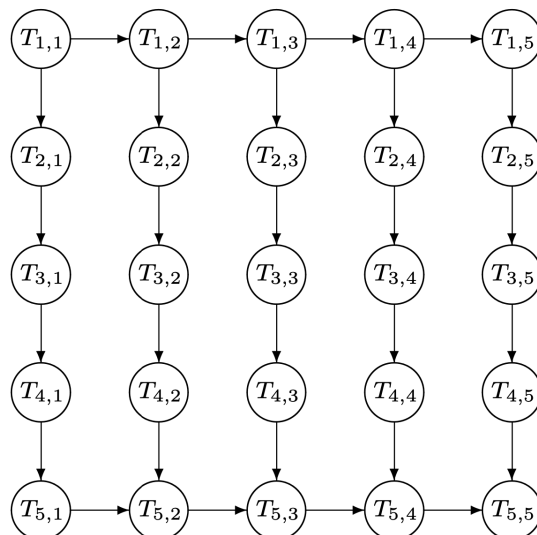 T1,1 T1,2 T1,3 T1,4 T1,5
T2,1 T2,2 T2,3 T2,4 T2,5
T3,1 T3,2 T3,3 T3,4 T3,5
T4,1 T4,2 T4,3 T4,4 T4,5
T5,1 T5,2 T5,3 T5,4 T5,5